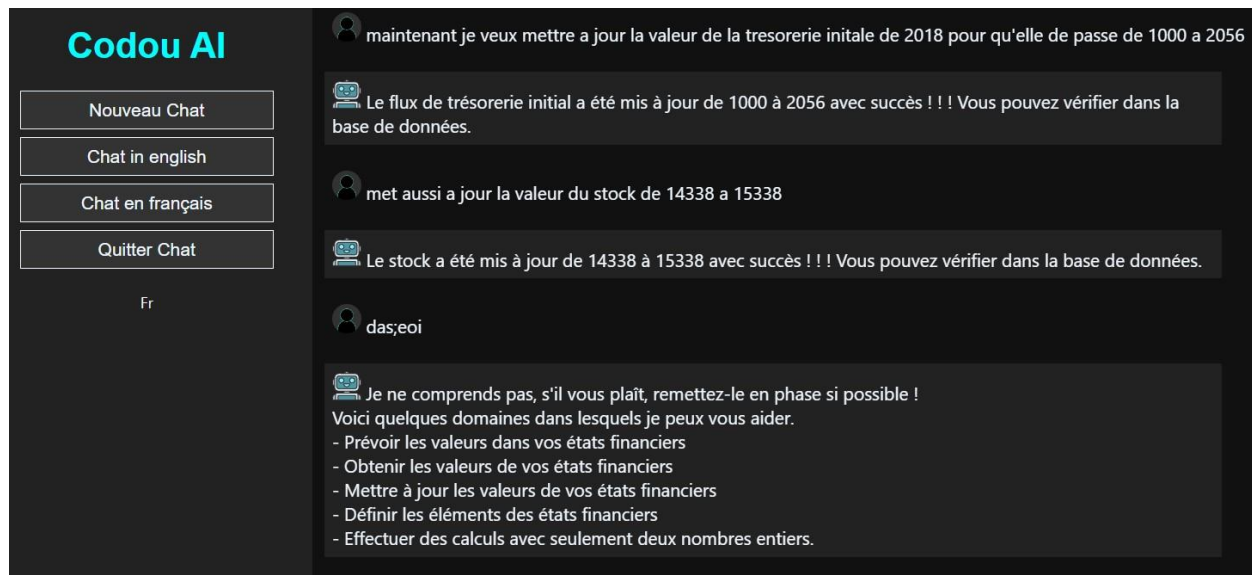 Codou AI
Nouveau Chat
Chat in english
Chat en français
Quitter Chat
Fr
maintenant je veux mettre a jour la valeur de la tresorerie initale de 2018 pour qu'elle de passe de 1000 a 2056
Le flux de trésorerie initial a été mis à jour de 1000 à 2056 avec succès ! ! ! Vous pouvez vérifier dans la
base de données.
met aussi a jour la valeur du stock de 14338 a 15338
Le stock a été mis à jour de 14338 à 15338 avec succès ! ! ! Vous pouvez vérifier dans la base de données.
das;eoi
Je ne comprends pas, s'il vous plaît, remettez-le en phase si possible !
Voici quelques domaines dans lesquels je peux vous aider.
- Prévoir les valeurs dans vos états financiers
- Obtenir les valeurs de vos états financiers
- Mettre à jour les valeurs de vos états financiers
- Définir les éléments des états financiers
- Effectuer des calculs avec seulement deux nombres entiers.